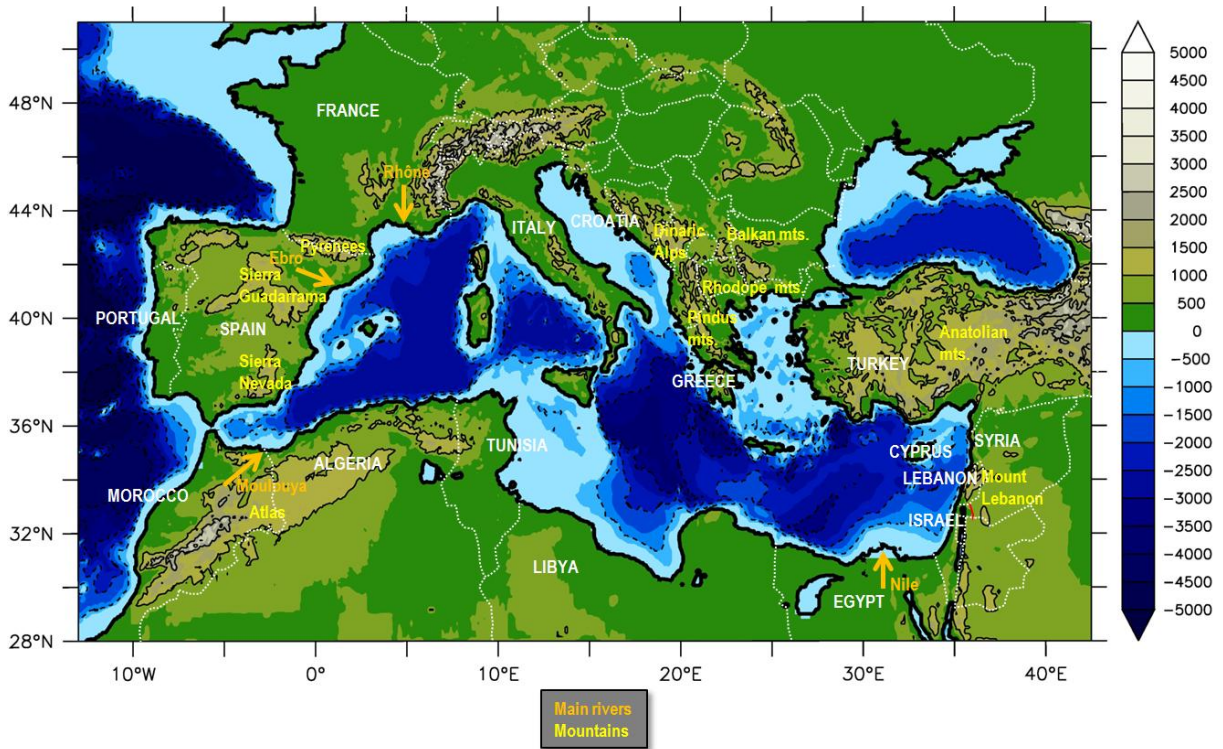 48°N
44°N
40°N
36°N
32°N
28°N
FRANCE
Rhône
ITALY
CROATIA
Dinaric
Alps
Balkan mts.
Pyrenees
Ebro
Sierra
Guadarrama
Rhodope mts.
PORTUGAL
SPAIN
Pindus
mts.
Anatolian
mts.
TURKEY
Sierra
Nevada
GREECE
TUNISIA
CYPRUS
SYRIA
ALGERIA
LEBANON
Mount
Lebanon
Moulouya
MOROCCO
Atlas
ISRAEL
LIBYA
EGYPT
Nile
10°W
0°E
10°E
20°E
30°E
40°E
5000
4500
4000
3500
3000
2500
2000
1500
1000
500
0
−500
−1000
−1500
−2000
−2500
−3000
−3500
−4000
−4500
−5000
Main rivers
Mountains